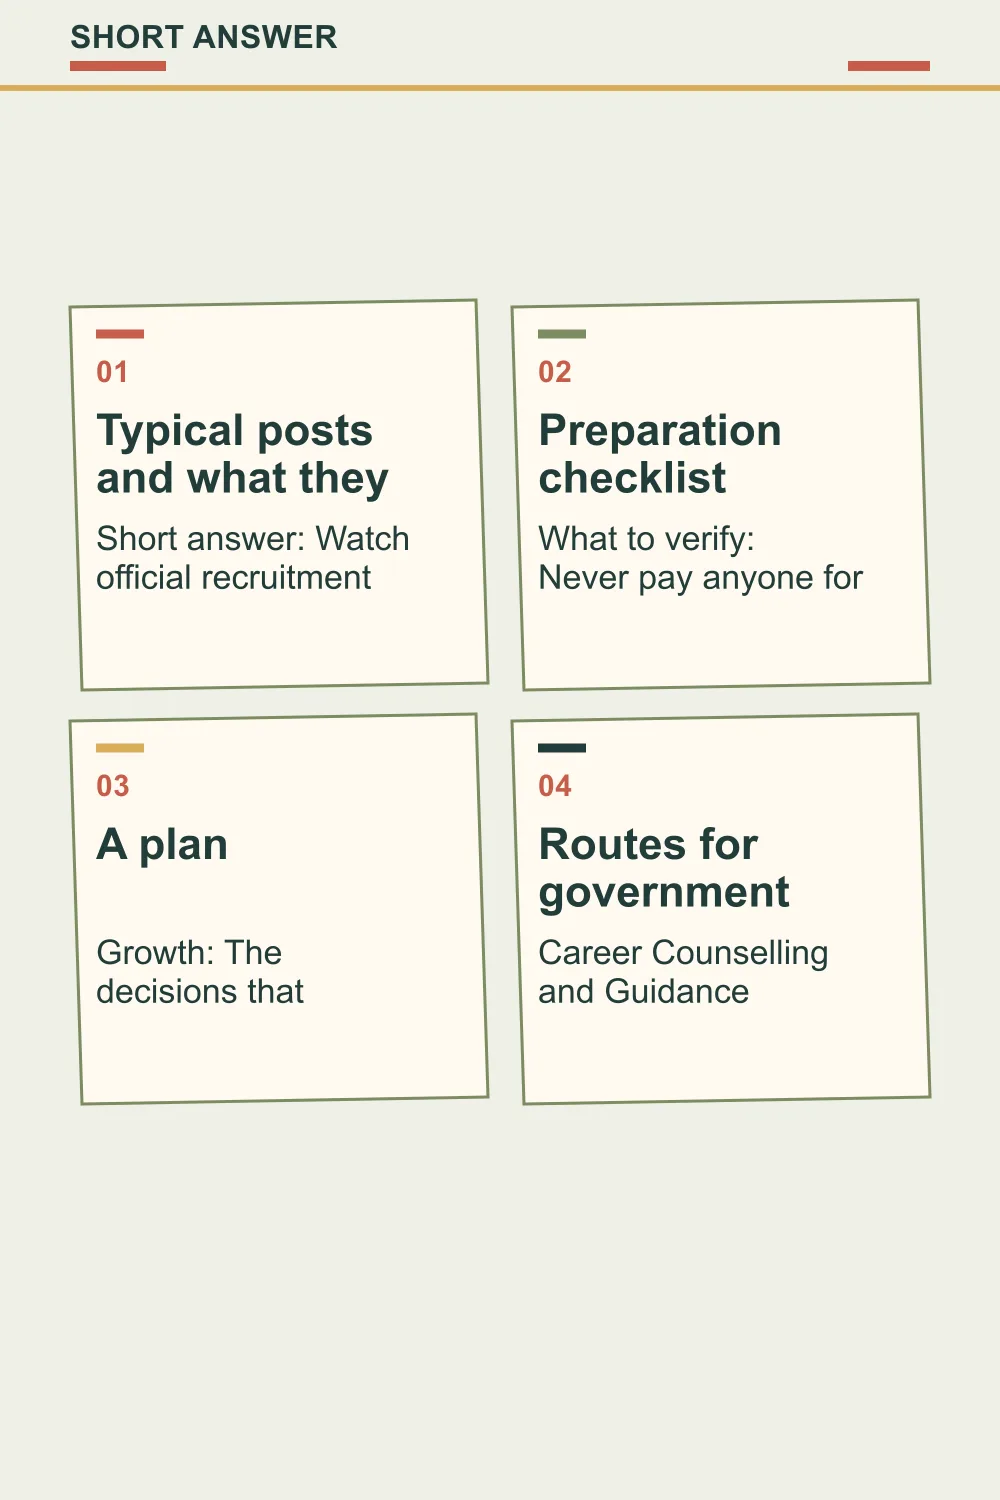 SHORT ANSWER
01
Typical posts
and what they
Short answer: Watch
official recruitment
02
Preparation
checklist
What to verify:
Never pay anyone for
03
A plan
Growth: The
decisions that
04
Routes for
government
Career Counselling
and Guidance